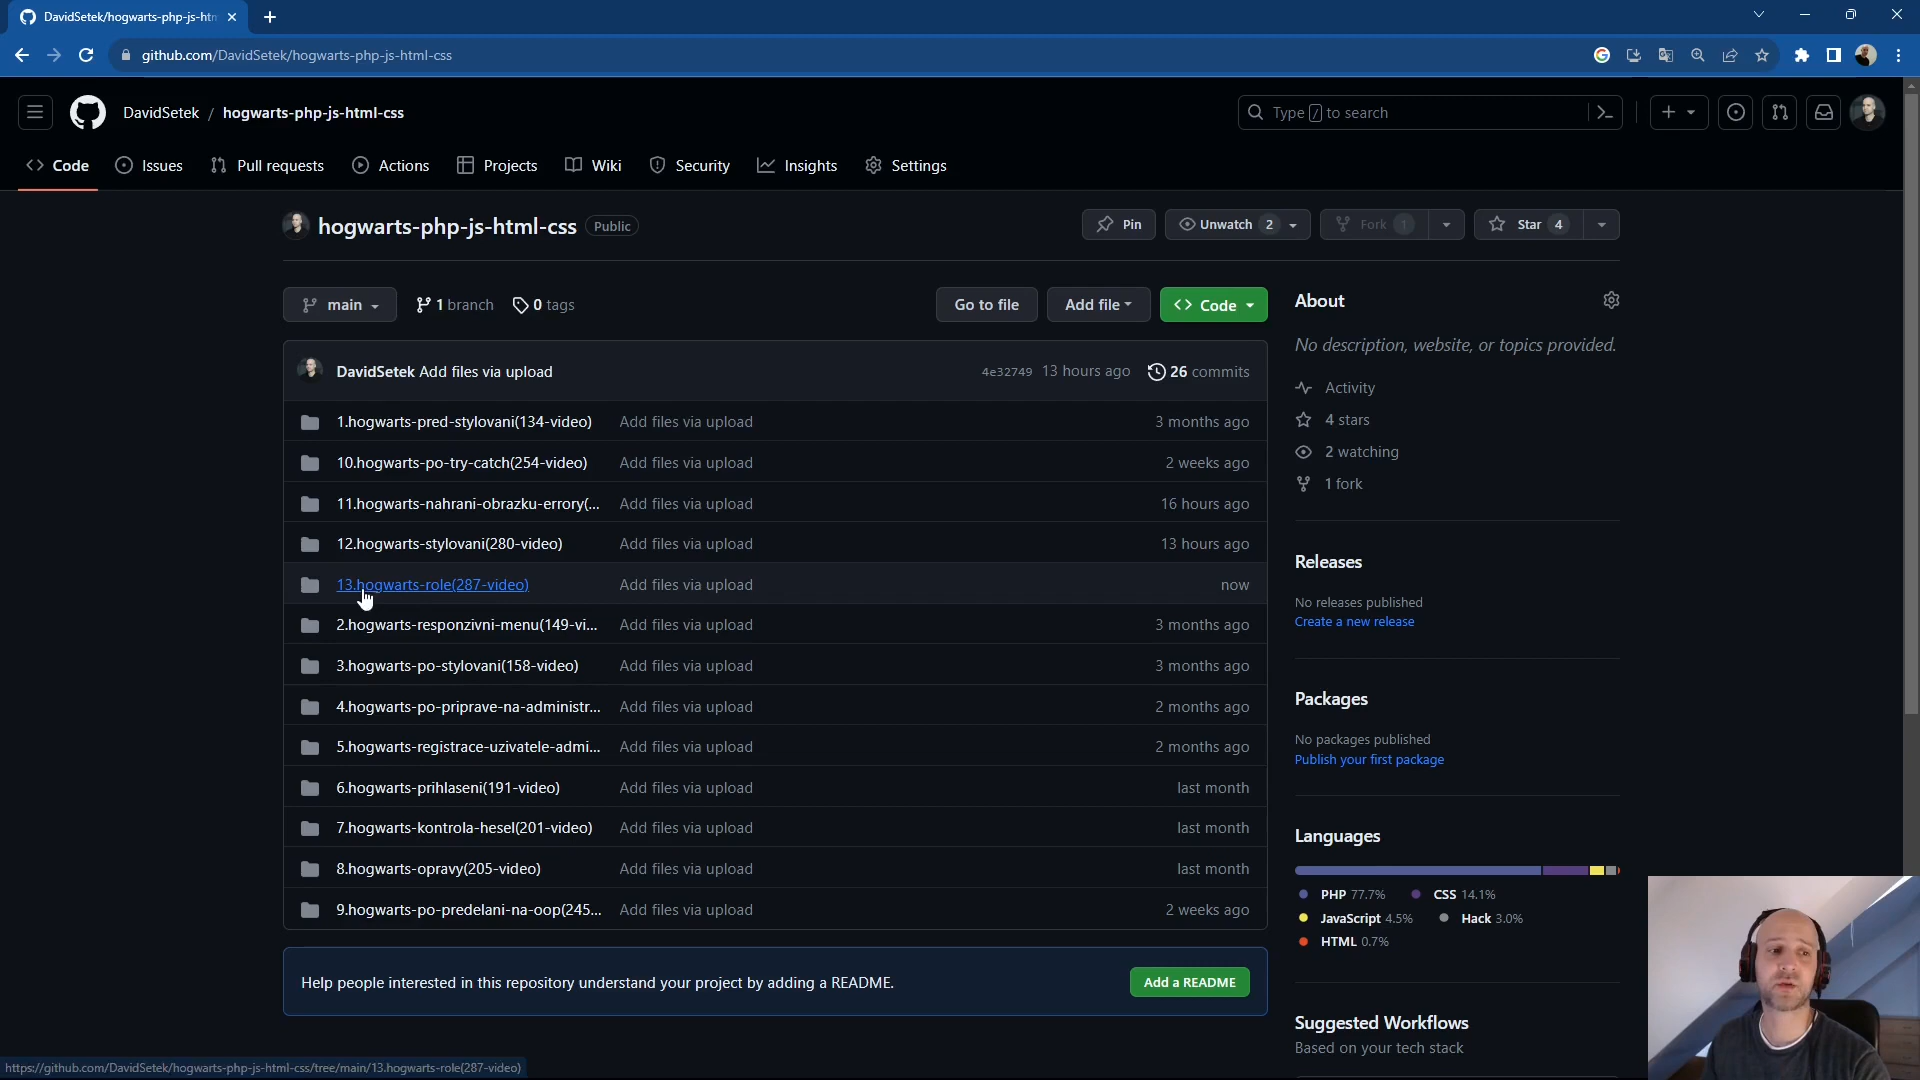 DavidSetek/hogwarts-php-js-htm
github.com/DavidSetek/hogwarts-php-js-html-css
DavidSetek / hogwarts-php-js-html-css
Type / to search
Code Issues Pull requests Actions Projects Wiki Security Insights Settings
hogwarts-php-js-html-css Public
Pin Unwatch 2 Fork 1 Star 4
main 1 branch 0 tags Go to file Add file Code
DavidSetek Add files via upload 4e32749 13 hours ago 26 commits
1.hogwarts-pred-stylovani(134-video) Add files via upload 3 months ago
10.hogwarts-po-try-catch(254-video) Add files via upload 2 weeks ago
11.hogwarts-nahrani-obrazku-errory(... Add files via upload 16 hours ago
12.hogwarts-stylovani(280-video) Add files via upload 13 hours ago
13.hogwarts-role(287-video) Add files via upload now
2.hogwarts-responzivni-menu(149-vi... Add files via upload 3 months ago
3.hogwarts-po-stylovani(158-video) Add files via upload 3 months ago
4.hogwarts-po-priprave-na-administr... Add files via upload 2 months ago
5.hogwarts-registrace-uzivatele-admi... Add files via upload 2 months ago
6.hogwarts-prihlaseni(191-video) Add files via upload last month
7.hogwarts-kontrola-hesel(201-video) Add files via upload last month
8.hogwarts-opravy(205-video) Add files via upload last month
9.hogwarts-po-predelani-na-oop(245... Add files via upload 2 weeks ago
Help people interested in this repository understand your project by adding a README. Add a README
About
No description, website, or topics provided.
Activity
4 stars
2 watching
1 fork
Releases
No releases published
Create a new release
Packages
No packages published
Publish your first package
Languages
PHP 77.7% CSS 14.1%
JavaScript 4.5% Hack 3.0%
HTML 0.7%
Suggested Workflows
Based on your tech stack
https://github.com/DavidSetek/hogwarts-php-js-html-css/tree/main/13.hogwarts-role(287-video)